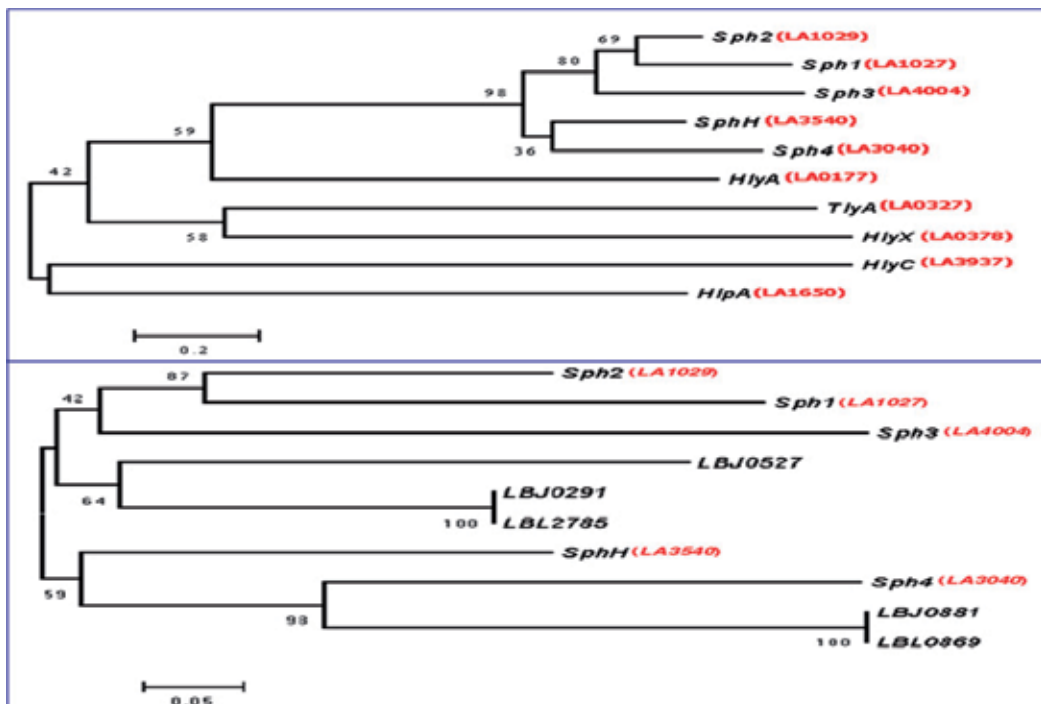 69
Sph2 (LA1029)
80
Sph1 (LA1027)
98
Sph3 (LA4004)
59
SphH (LA3540)
36
Sph4 (LA3040)
42
HlyA (LA0177)
TlyA (LA0327)
58
HlyX (LA0378)
HlyC (LA3937)
HlpA (LA1650)
0.2
87
Sph2 (LA1029)
42
Sph1 (LA1027)
Sph3 (LA4004)
LBJ0527
64
LBJ0291
100
LBL2785
SphH (LA3540)
59
Sph4 (LA3040)
98
LBJ0881
100
LBL0869
0.05